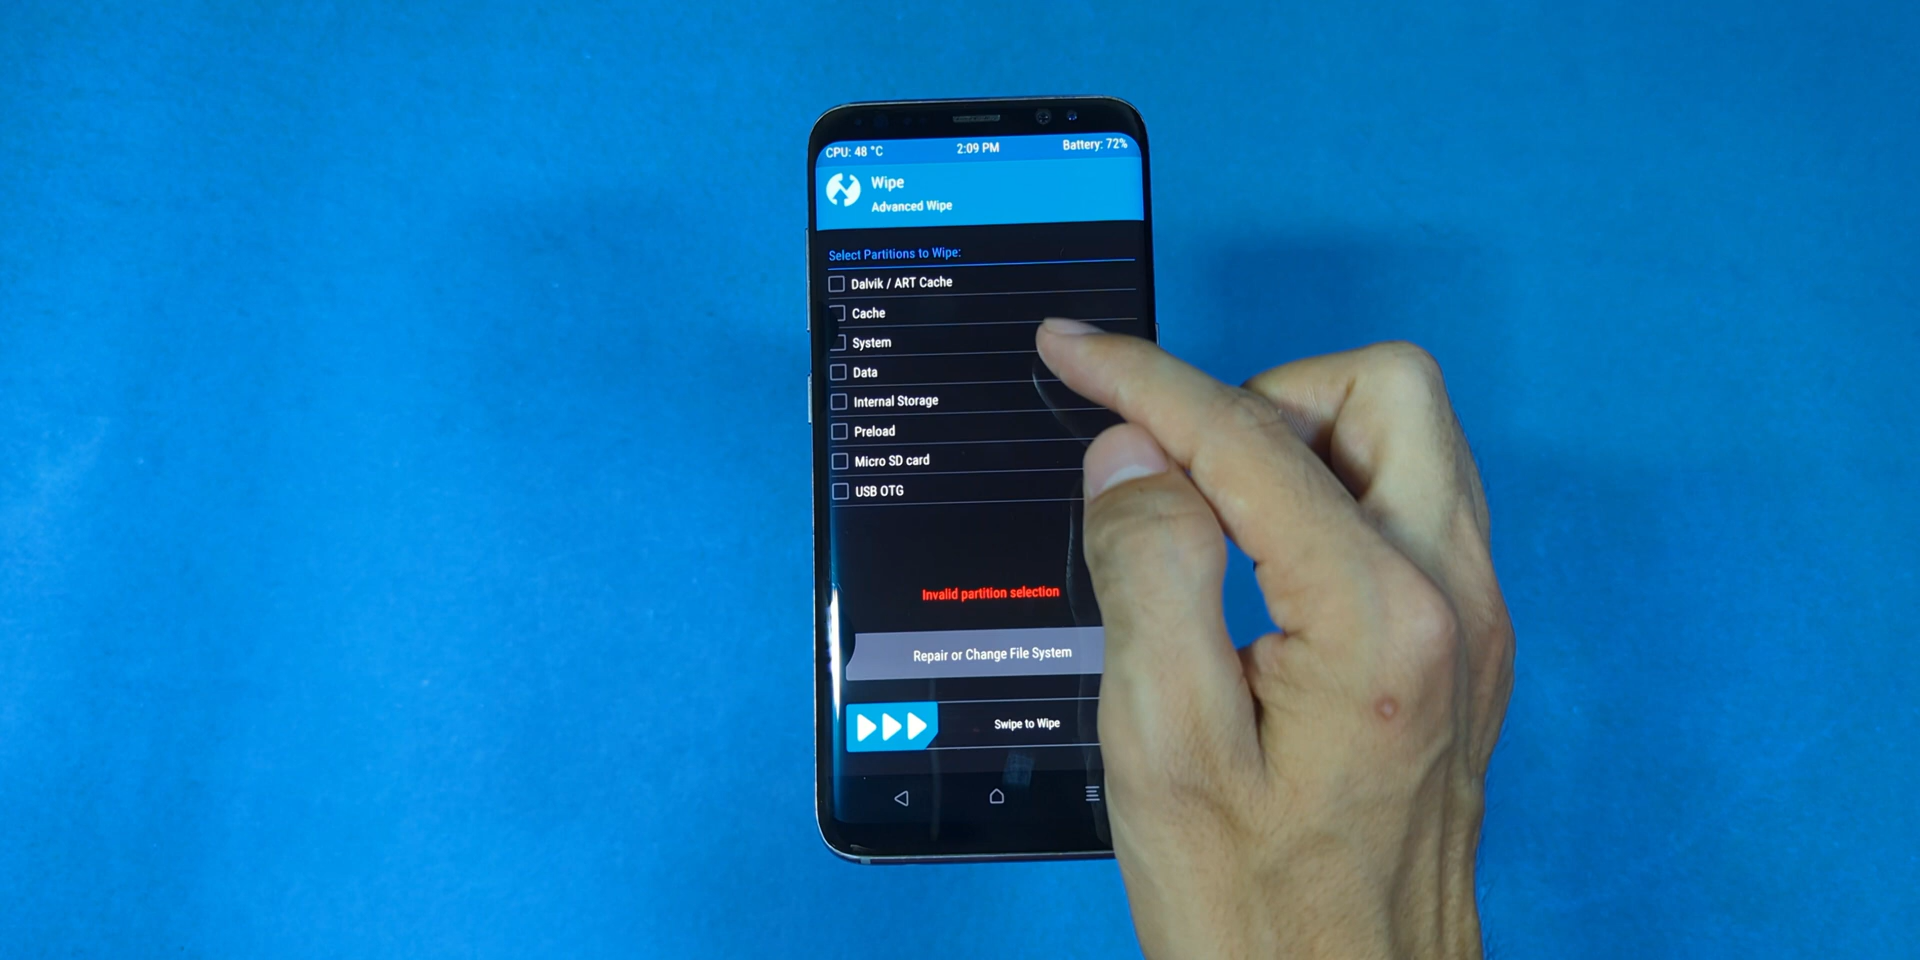 CPU: 48 °C 2:09 PM Battery: 72%
Wipe
Advanced Wipe
Select Partitions to Wipe:
Dalvik / ART Cache
Cache
System
Data
Internal Storage
Preload
Micro SD card
USB OTG
Invalid partition selection
Repair or Change File System
Swipe to Wipe